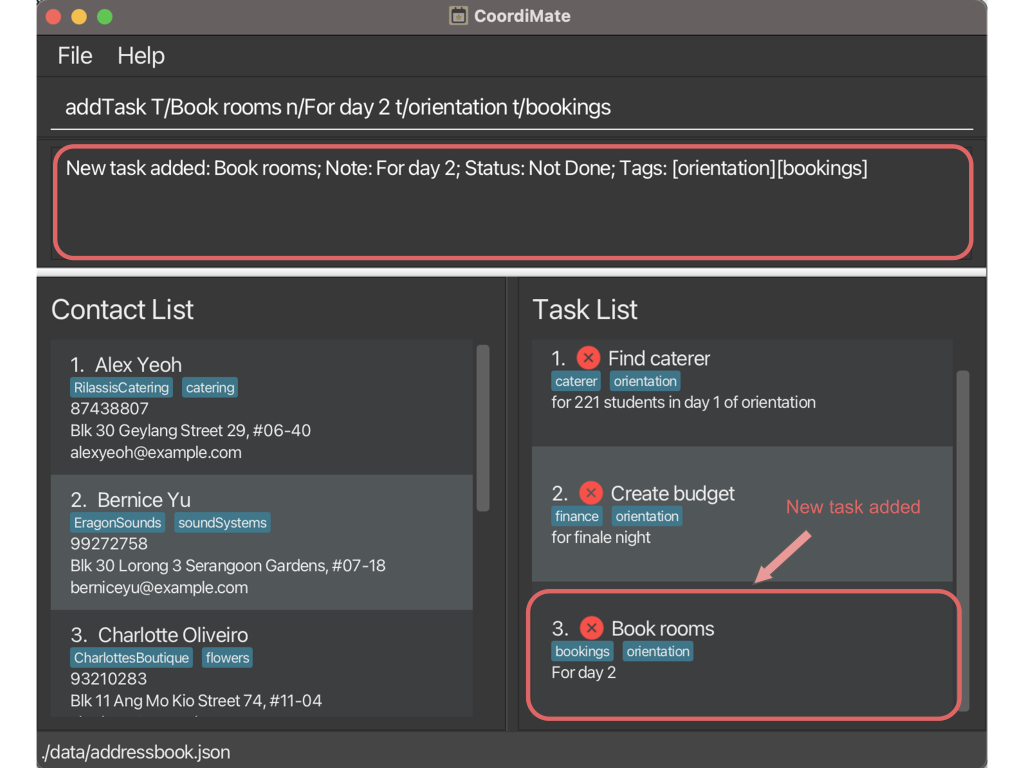 CoordiMate
File Help
addTask T/Book rooms n/For day 2 t/orientation t/bookings
New task added: Book rooms; Note: For day 2; Status: Not Done; Tags: [orientation][bookings]
Contact List
1. Alex Yeoh
RilassisCatering catering
87438807
Blk 30 Geylang Street 29, #06-40
alexyeoh@example.com
2. Bernice Yu
EragonSounds soundSystems
99272758
Blk 30 Lorong 3 Serangoon Gardens, #07-18
berniceyu@example.com
3. Charlotte Oliveiro
CharlottesBoutique flowers
93210283
Blk 11 Ang Mo Kio Street 74, #11-04
Task List
1. Find caterer
caterer orientation
for 221 students in day 1 of orientation
2. Create budget
finance orientation
for finale night
New task added
3. Book rooms
bookings orientation
For day 2
./data/addressbook.json